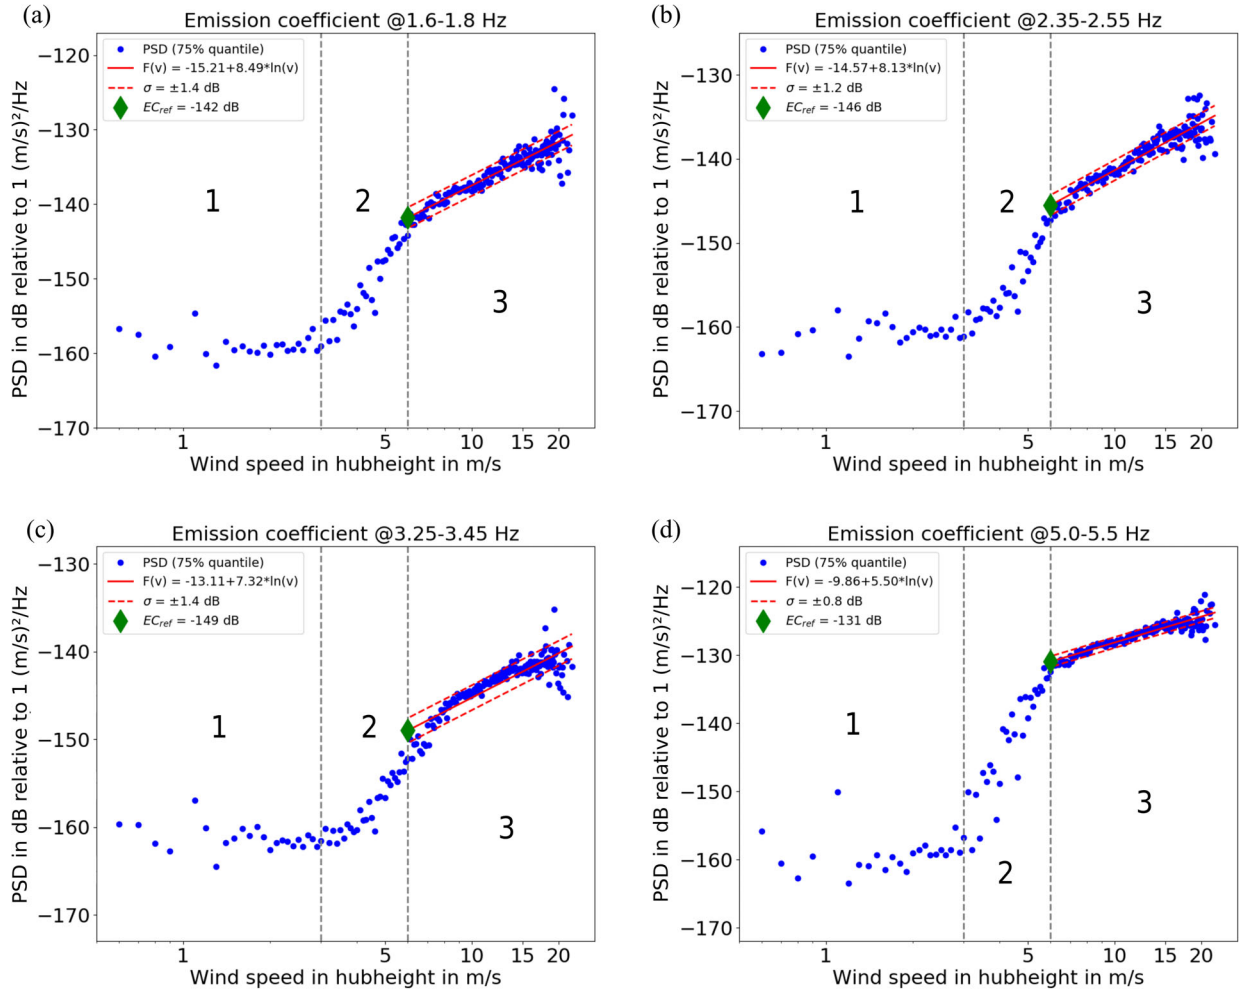 (a)
Emission coefficient @1.6-1.8 Hz
PSD in dB relative to 1 (m/s)²/Hz
−120
−130
−140
−150
−160
−170
PSD (75% quantile)
F(v) = -15.21+8.49*ln(v)
σ = ±1.4 dB
ECref = -142 dB
1
2
3
1
5
10
15
20
Wind speed in hubheight in m/s
(b)
Emission coefficient @2.35-2.55 Hz
PSD in dB relative to 1 (m/s)²/Hz
−130
−140
−150
−160
−170
PSD (75% quantile)
F(v) = -14.57+8.13*ln(v)
σ = ±1.2 dB
ECref = -146 dB
1
2
3
1
5
10
15
20
Wind speed in hubheight in m/s
(c)
Emission coefficient @3.25-3.45 Hz
PSD in dB relative to 1 (m/s)²/Hz
−130
−140
−150
−160
−170
PSD (75% quantile)
F(v) = -13.11+7.32*ln(v)
σ = ±1.4 dB
ECref = -149 dB
1
2
3
1
5
10
15
20
Wind speed in hubheight in m/s
(d)
Emission coefficient @5.0-5.5 Hz
PSD in dB relative to 1 (m/s)²/Hz
−120
−130
−140
−150
−160
−170
PSD (75% quantile)
F(v) = -9.86+5.50*ln(v)
σ = ±0.8 dB
ECref = -131 dB
1
2
3
1
5
10
15
20
Wind speed in hubheight in m/s